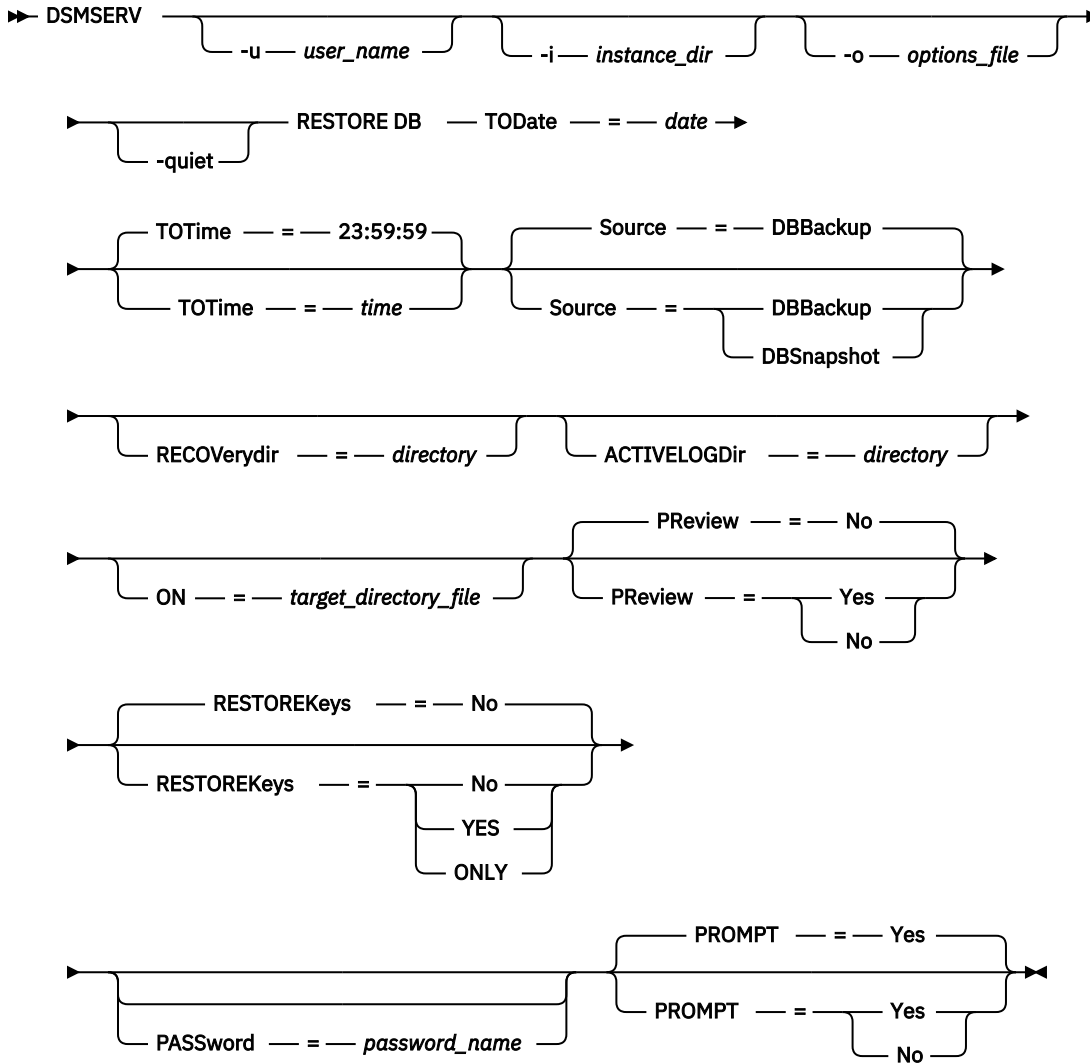 DSMSERV
-u user_name -i instance_dir -o options_file
RESTORE DB TODate = date
-quiet
TOTime = 23:59:59 Source = DBBackup
TOTime = time Source = DBBackup
DBSnapshot
RECOVerydir = directory ACTIVELOGDir = directory
PReview = No
ON = target_directory_file PReview = Yes
No
RESTOREKeys = No
RESTOREKeys = No
YES
ONLY
PROMPT = Yes
PASSword = password_name PROMPT = Yes
No